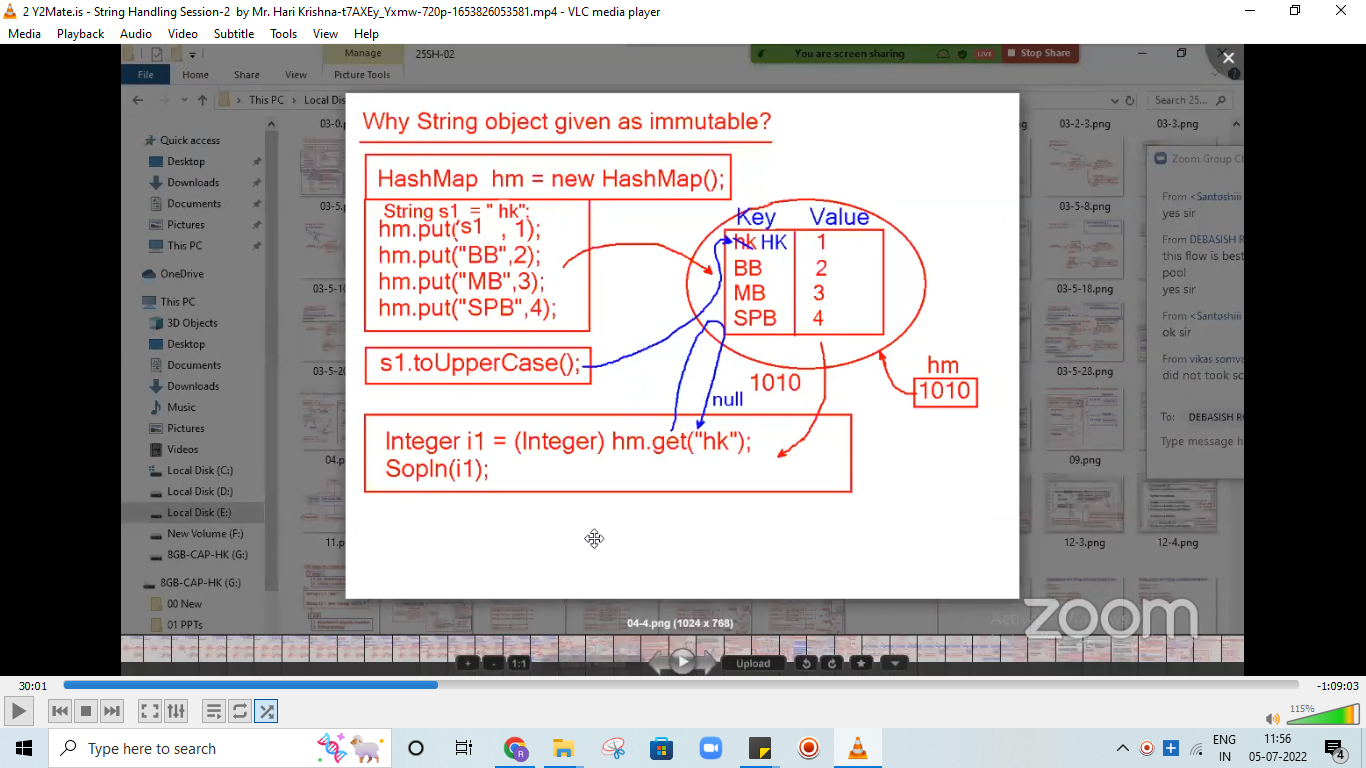 2 Y2Mate.is - String Handling Session-2 by Mr. Hari Krishna-t7AXEy_Yxmw-720p-1653826053581.mp4 - VLC media player
Media Playback Audio Video Subtitle Tools View Help
Manage 25SH-02
You are screen sharing LIVE Stop Share
File Home Share View Picture Tools
This PC Local Dis
Search 25...
03-0.p
03-2-3.png 03-3.png
Why String object given as immutable?
HashMap hm = new HashMap();
String s1 = " hk";
hm.put('s1 , 1);
hm.put("BB",2);
hm.put("MB",3);
hm.put("SPB",4);
s1.toUpperCase();
Key Value
hk HK 1
BB 2
MB 3
SPB 4
1010
hm
1010
null
Integer i1 = (Integer) hm.get("hk");
Sopln(i1);
Quick access
Desktop
Downloads
Documents
Pictures
This PC
OneDrive
This PC
3D Objects
Desktop
Documents
Downloads
Music
Pictures
Videos
Local Disk (C:)
Local Disk (D:)
Local Disk (E:)
New Volume (F:)
8GB-CAP-HK (G:)
8GB-CAP-HK (G:)
00 New
01 PPTs
03-5.p
03-5-10
03-5-18.png
03-5-20
03-5-28.png
04.p
09.png
11.p
12-3.png
12-4.png
Zoom Group Ch
From <Santoshiii
yes sir
From DEBASISH R
this flow is best
pool
yes sir
From <Santoshiii
ok sir
From vikas somva
did not took sc
To: DEBASISH R
Type message h
04-4.png (1024 x 768)
zoom
+ - 1:1 Upload
30:01 -1:09:03
115%
Type here to search
ENG
IN
11:56
05-07-2022
4